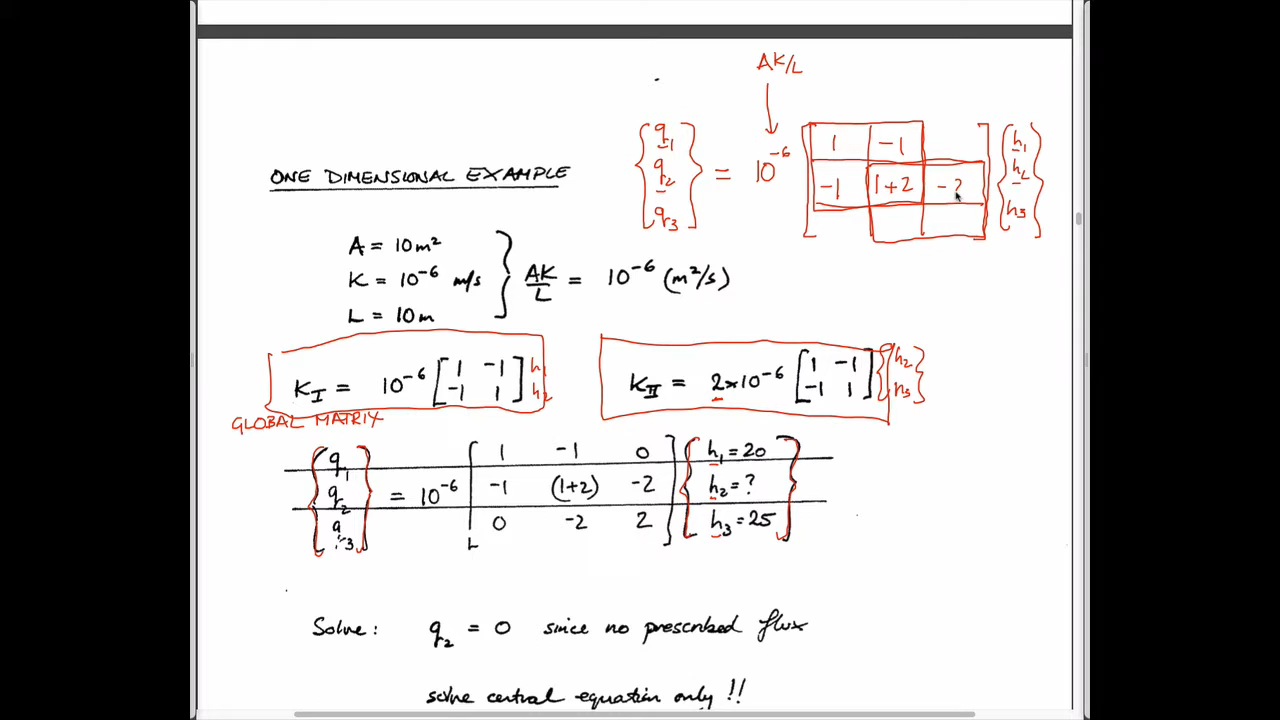 AK/L
{q1 q2 q3} = 10^-6 [1 -1; -1 1+2 -2] {h1 h2 h3}
ONE DIMENSIONAL EXAMPLE
A = 10m²
K = 10^-6 m/s
L = 10m
AK/L = 10^-6 (m²/s)
K_I = 10^-6 [1 -1; -1 1] h1 h2
K_II = 2×10^-6 [1 -1; -1 1] {h2 h3}
GLOBAL MATRIX
q1 1 -1 0 h1 = 20
q2 = 10^-6 -1 (1+2) -2 h2 = ?
q3 0 -2 2 h3 = 25
Solve: q2 = 0 since no prescribed flux
solve central equation only !!